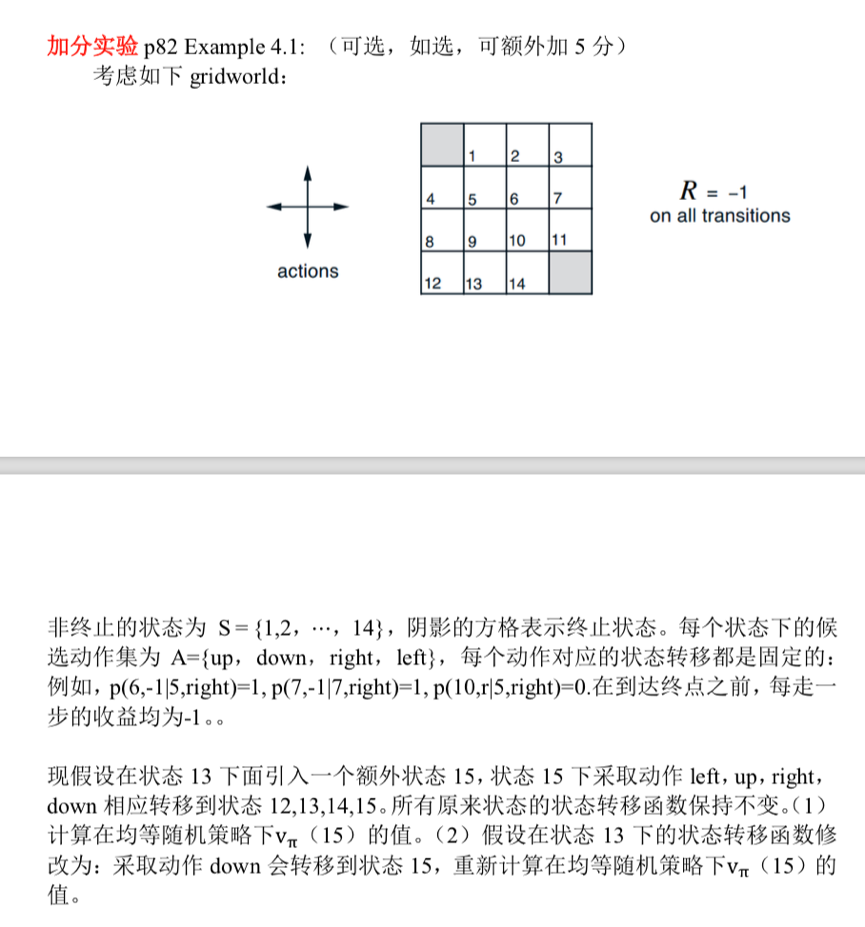 加分实验 p82 Example 4.1: （可选，如选，可额外加 5 分）
考虑如下 gridworld：
1 2 3
4 5 6 7
8 9 10 11
12 13 14
actions
R = -1
on all transitions
非终止的状态为 S = {1,2，⋯，14}，阴影的方格表示终止状态。每个状态下的候
选动作集为 A={up，down，right，left}，每个动作对应的状态转移都是固定的：
例如，p(6,-1|5,right)=1, p(7,-1|7,right)=1, p(10,r|5,right)=0.在到达终点之前，每走一
步的收益均为-1。。
现假设在状态 13 下面引入一个额外状态 15，状态 15 下采取动作 left，up，right，
down 相应转移到状态 12,13,14,15。所有原来状态的状态转移函数保持不变。（1）
计算在均等随机策略下vπ（15）的值。（2）假设在状态 13 下的状态转移函数修
改为：采取动作 down 会转移到状态 15，重新计算在均等随机策略下vπ（15）的
值。